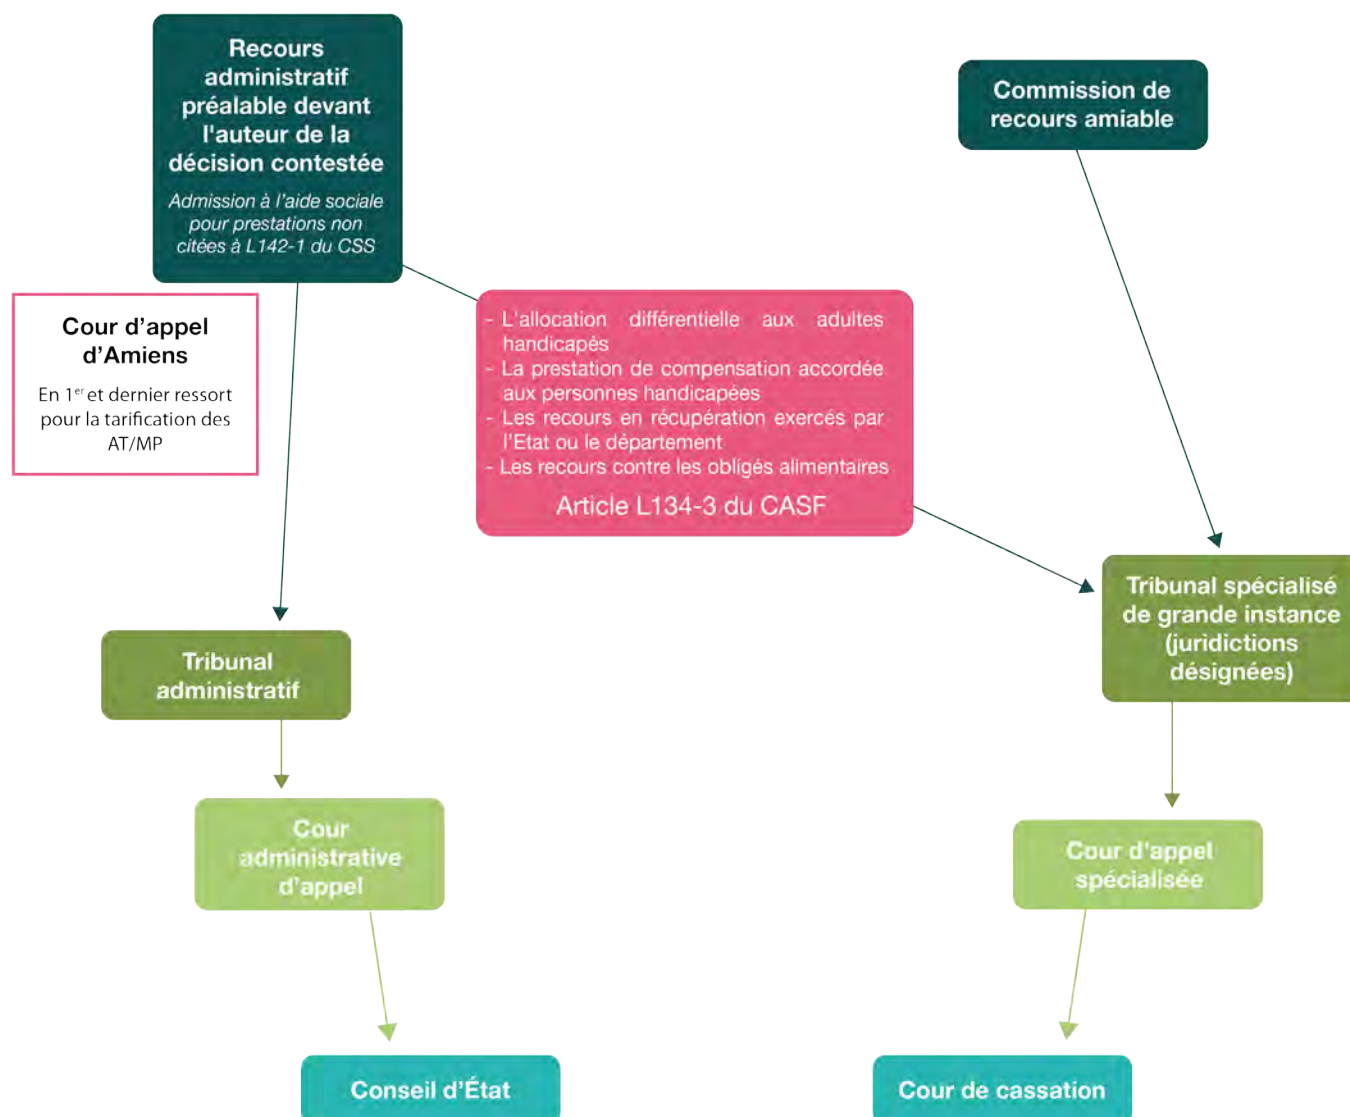 Recours
administratif
préalable devant
l'auteur de la
décision contestée
Admission à l'aide sociale
pour prestations non
citées à L142-1 du CSS
Commission de
recours amiable
Cour d’appel
d’Amiens
En 1er et dernier ressort
pour la tarification des
AT/MP
- L'allocation différentielle aux adultes
handicapés
- La prestation de compensation accordée
aux personnes handicapées
- Les recours en récupération exercés par
l'Etat ou le département
- Les recours contre les obligés alimentaires
Article L134-3 du CASF
Tribunal spécialisé
de grande instance
(juridictions
désignées)
Tribunal
administratif
Cour
administrative
d'appel
Cour d'appel
spécialisée
Conseil d’État
Cour de cassation